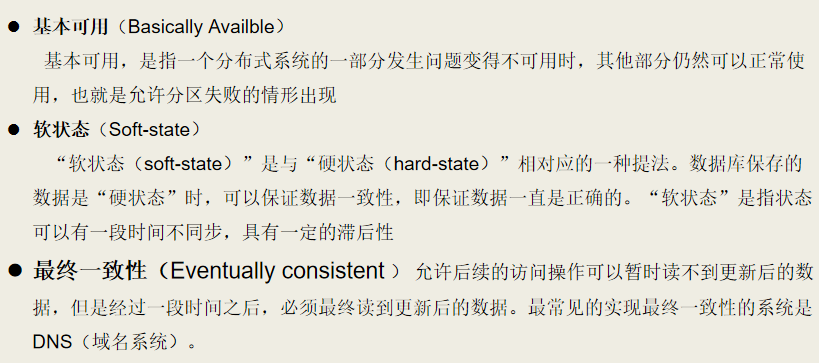 ● 基本可用（Basically Availble）
基本可用，是指一个分布式系统的一部分发生问题变得不可用时，其他部分仍然可以正常使
用，也就是允许分区失败的情形出现
● 软状态（Soft-state）
“软状态（soft-state）”是与“硬状态（hard-state）”相对应的一种提法。数据库保存的
数据是“硬状态”时，可以保证数据一致性，即保证数据一直是正确的。“软状态”是指状态
可以有一段时间不同步，具有一定的滞后性
● 最终一致性（Eventually consistent ）允许后续的访问操作可以暂时读不到更新后的数
据，但是经过一段时间之后，必须最终读到更新后的数据。最常见的实现最终一致性的系统是
DNS（域名系统）。